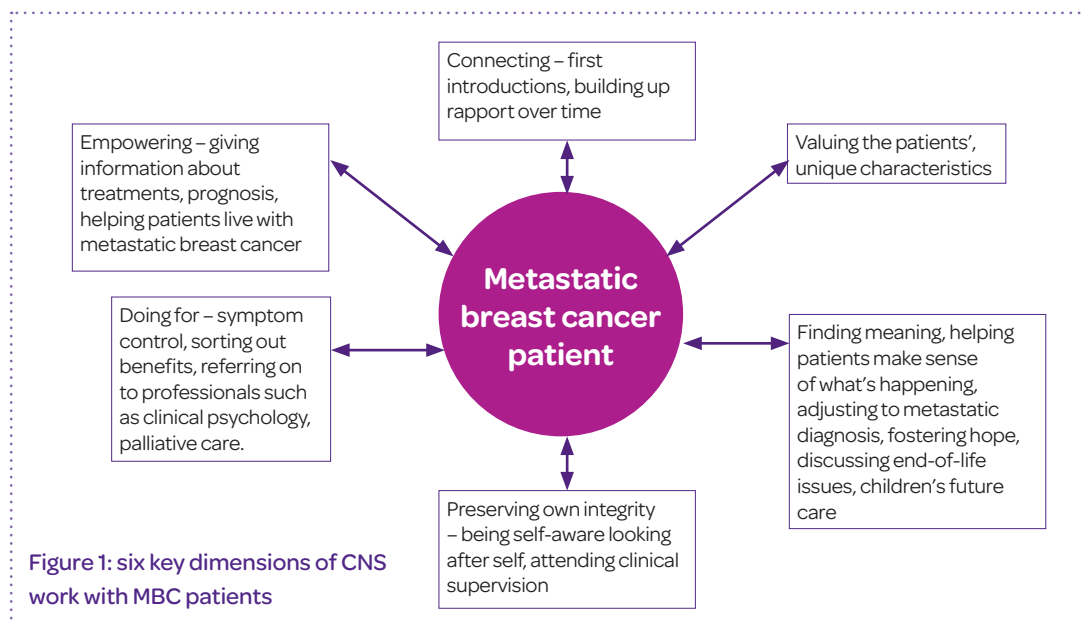 Connecting – first
introductions, building up
rapport over time
Empowering – giving
information about
treatments, prognosis,
helping patients live with
metastatic breast cancer
Valuing the patients’,
unique characteristics
Metastatic
breast cancer
patient
Doing for – symptom
control, sorting out
benefits, referring on
to professionals such
as clinical psychology,
palliative care.
Finding meaning, helping
patients make sense
of what’s happening,
adjusting to metastatic
diagnosis, fostering hope,
discussing end-of-life
issues, children’s future
care
Preserving own integrity
– being self-aware looking
after self, attending clinical
supervision
Figure 1: six key dimensions of CNS
work with MBC patients